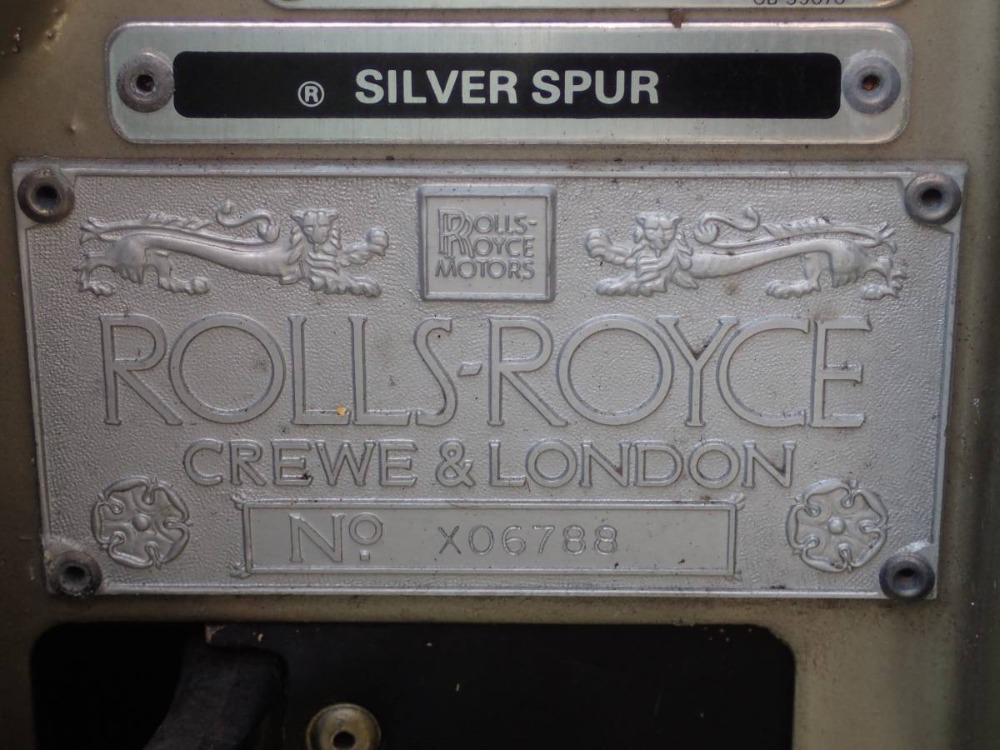 ® SILVER SPUR
ROLLS-
ROYCE
MOTORS
ROLLS-ROYCE
CREWE & LONDON
Nº X06788